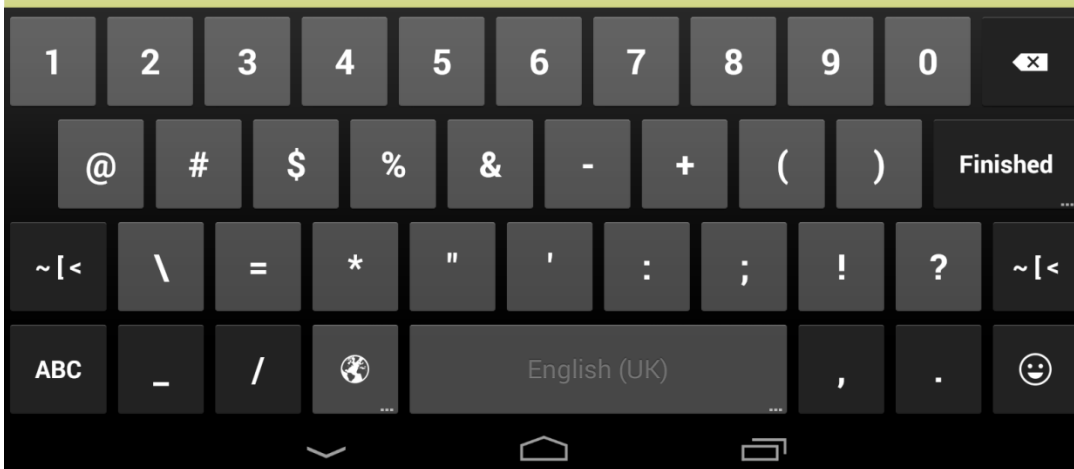 1 2 3 4 5 6 7 8 9 0
@ # $ % & - + ( ) Finished
~ [ < \ = * " ' : ; ! ? ~ [ <
ABC _ / English (UK) , .